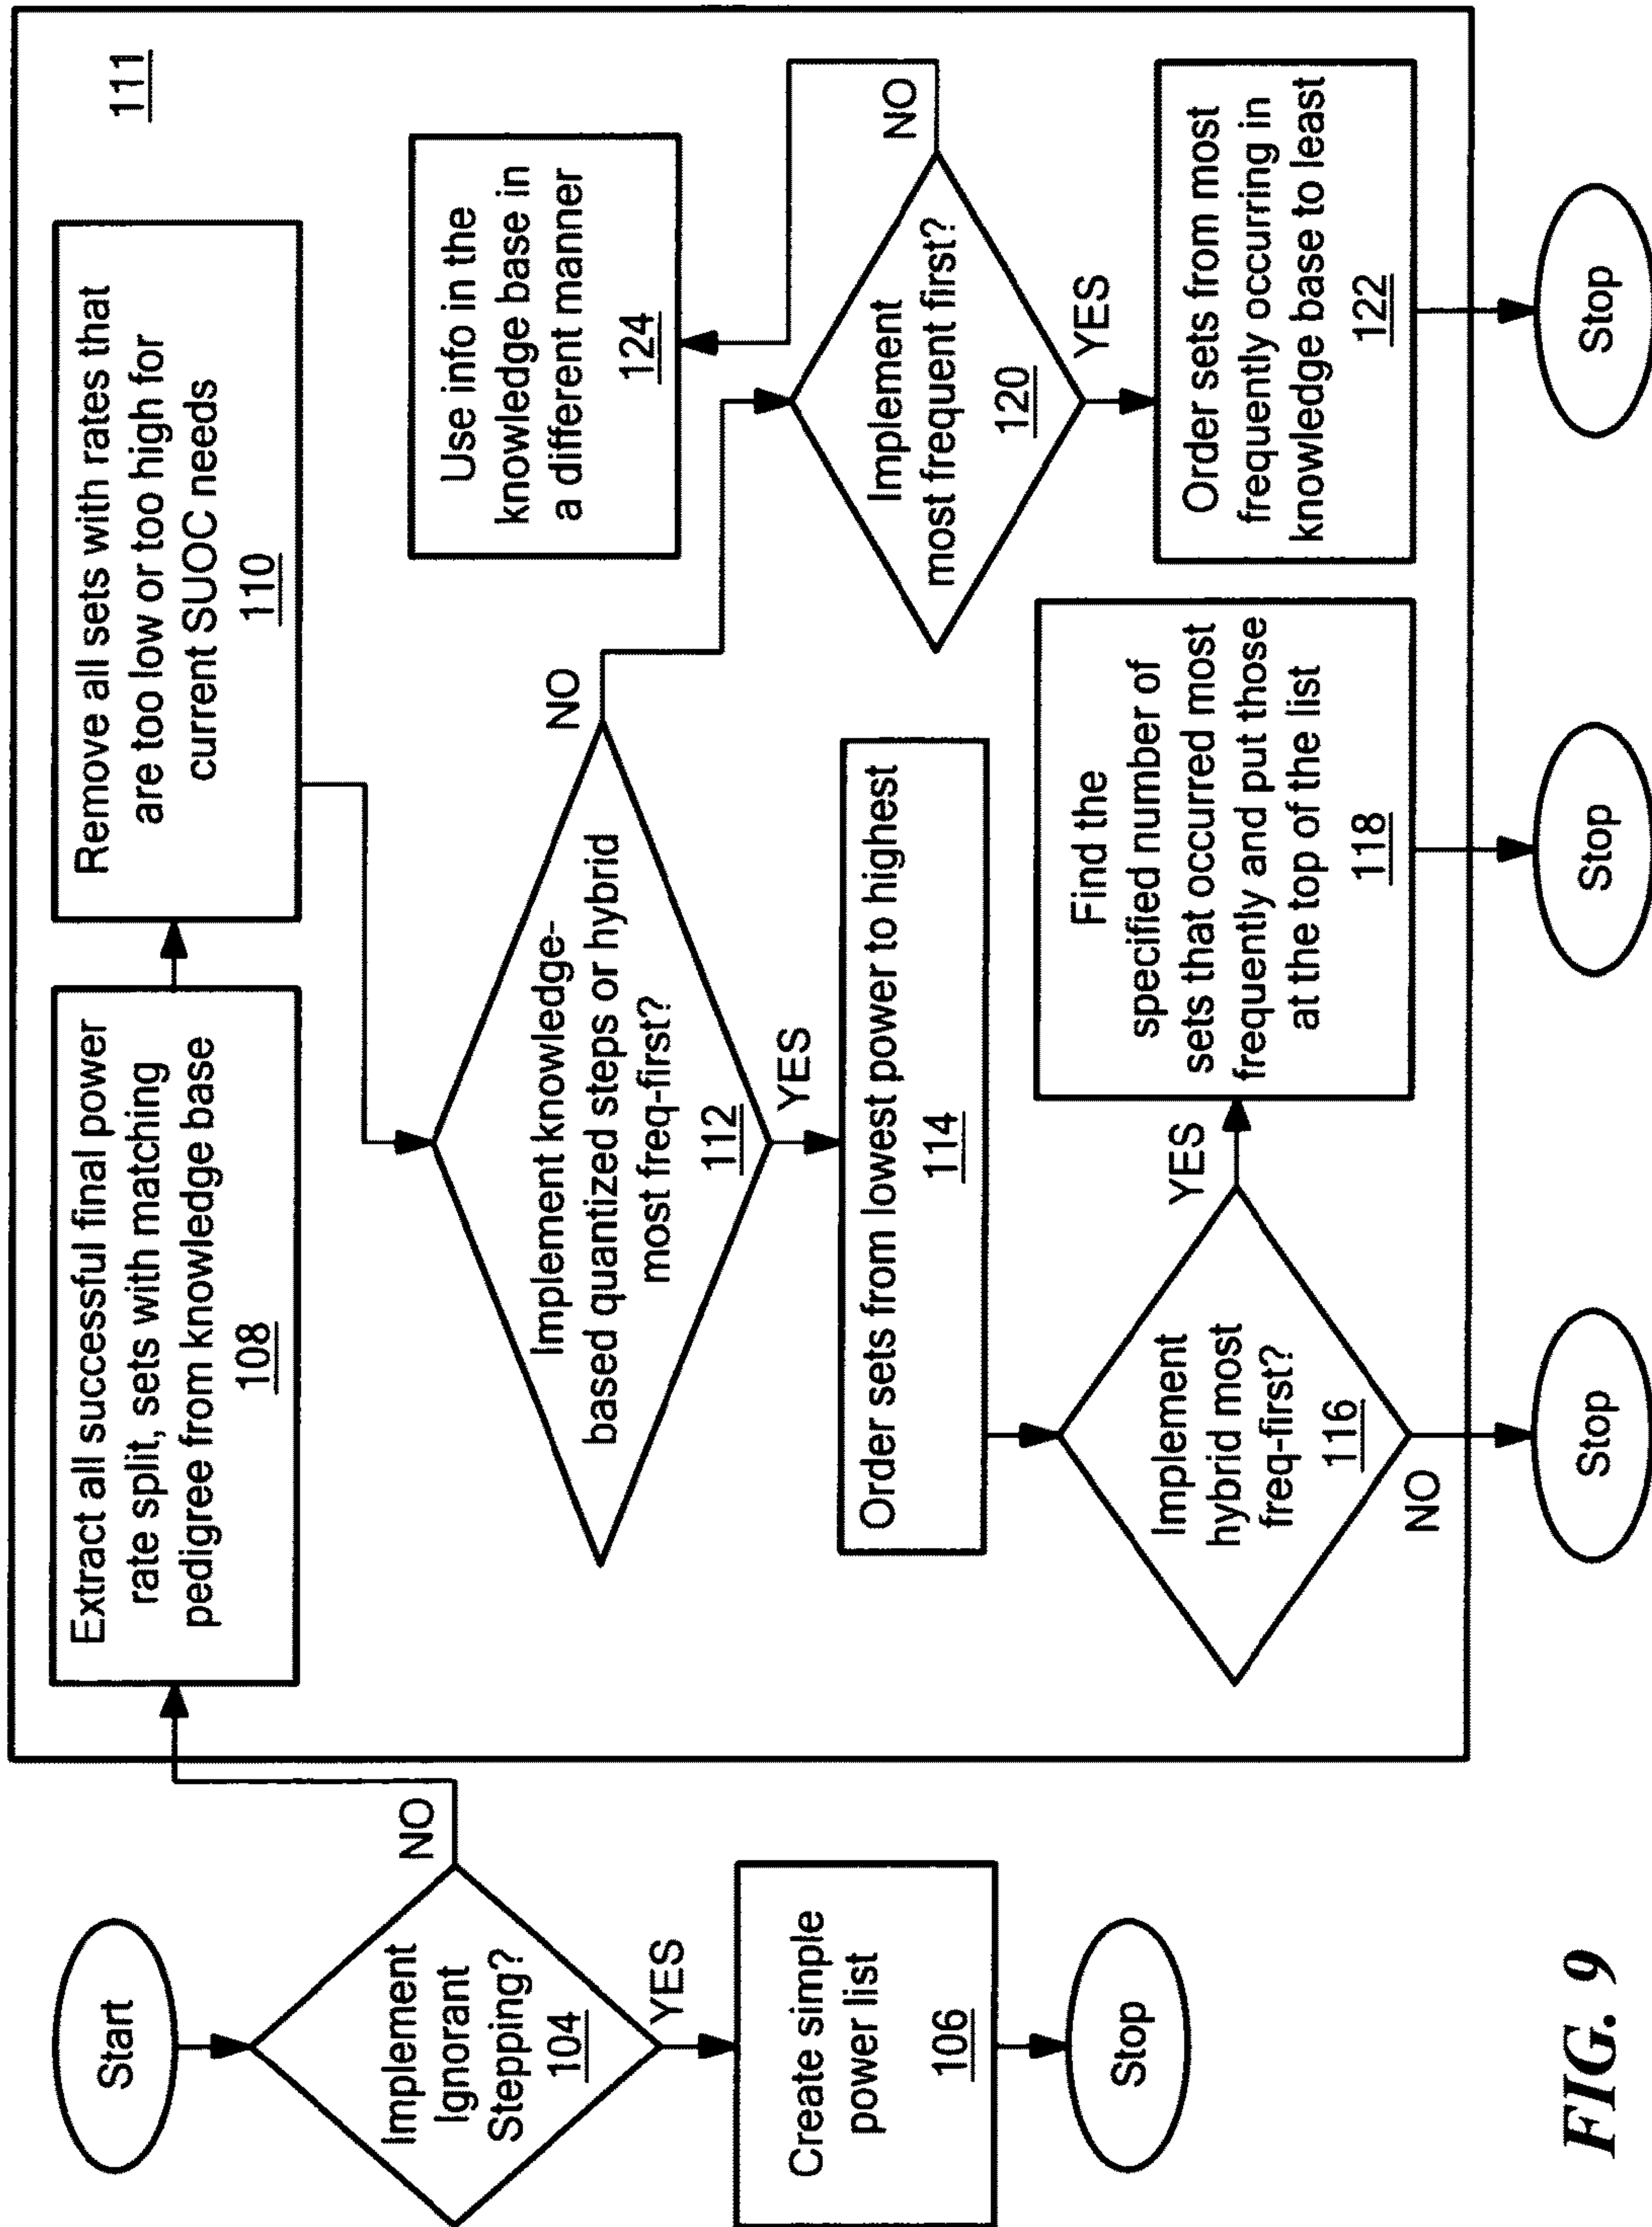 Start
Implement
Ignorant
Stepping?
104
NO
YES
Create simple
power list
106
Stop
111
Extract all successful final power
rate split, sets with matching
pedigree from knowledge base
108
Remove all sets with rates that
are too low or too high for
current SUOC needs
110
Implement knowledge-
based quantized steps or hybrid
most freq-first?
112
NO
YES
Order sets from lowest power to highest
114
Implement
hybrid most
freq-first?
116
YES
NO
Stop
Find the
specified number of
sets that occurred most
frequently and put those
at the top of the list
118
Stop
Use info in the
knowledge base in
a different manner
124
Implement
most frequent first?
120
NO
YES
Order sets from most
frequently occurring in
knowledge base to least
122
Stop
FIG. 9